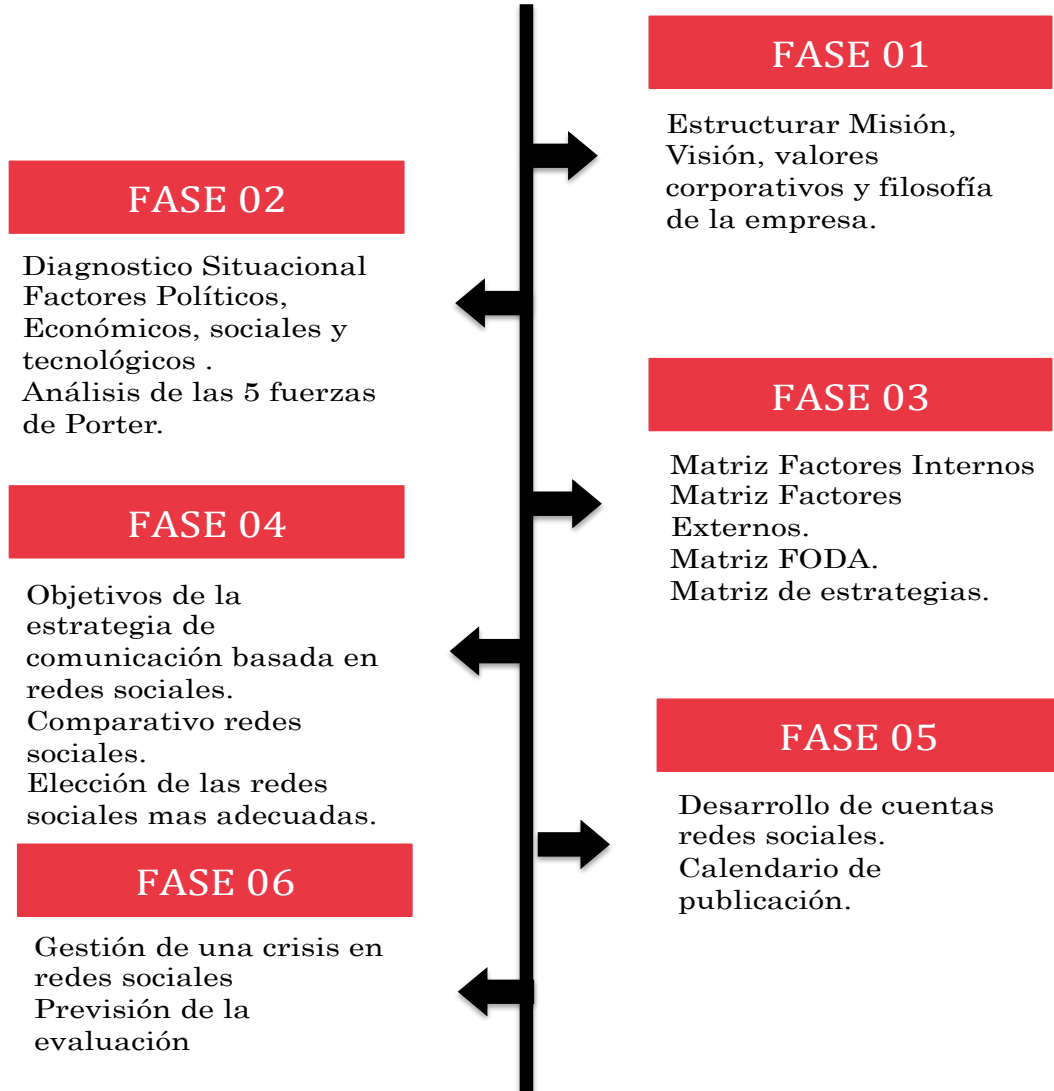 FASE 01
Estructurar Misión,
Visión, valores
corporativos y filosofía
de la empresa.
FASE 02
Diagnostico Situacional
Factores Políticos,
Económicos, sociales y
tecnológicos .
Análisis de las 5 fuerzas
de Porter.
FASE 03
Matriz Factores Internos
Matriz Factores
Externos.
Matriz FODA.
Matriz de estrategias.
FASE 04
Objetivos de la
estrategia de
comunicación basada en
redes sociales.
Comparativo redes
sociales.
Elección de las redes
sociales mas adecuadas.
FASE 05
Desarrollo de cuentas
redes sociales.
Calendario de
publicación.
FASE 06
Gestión de una crisis en
redes sociales
Previsión de la
evaluación